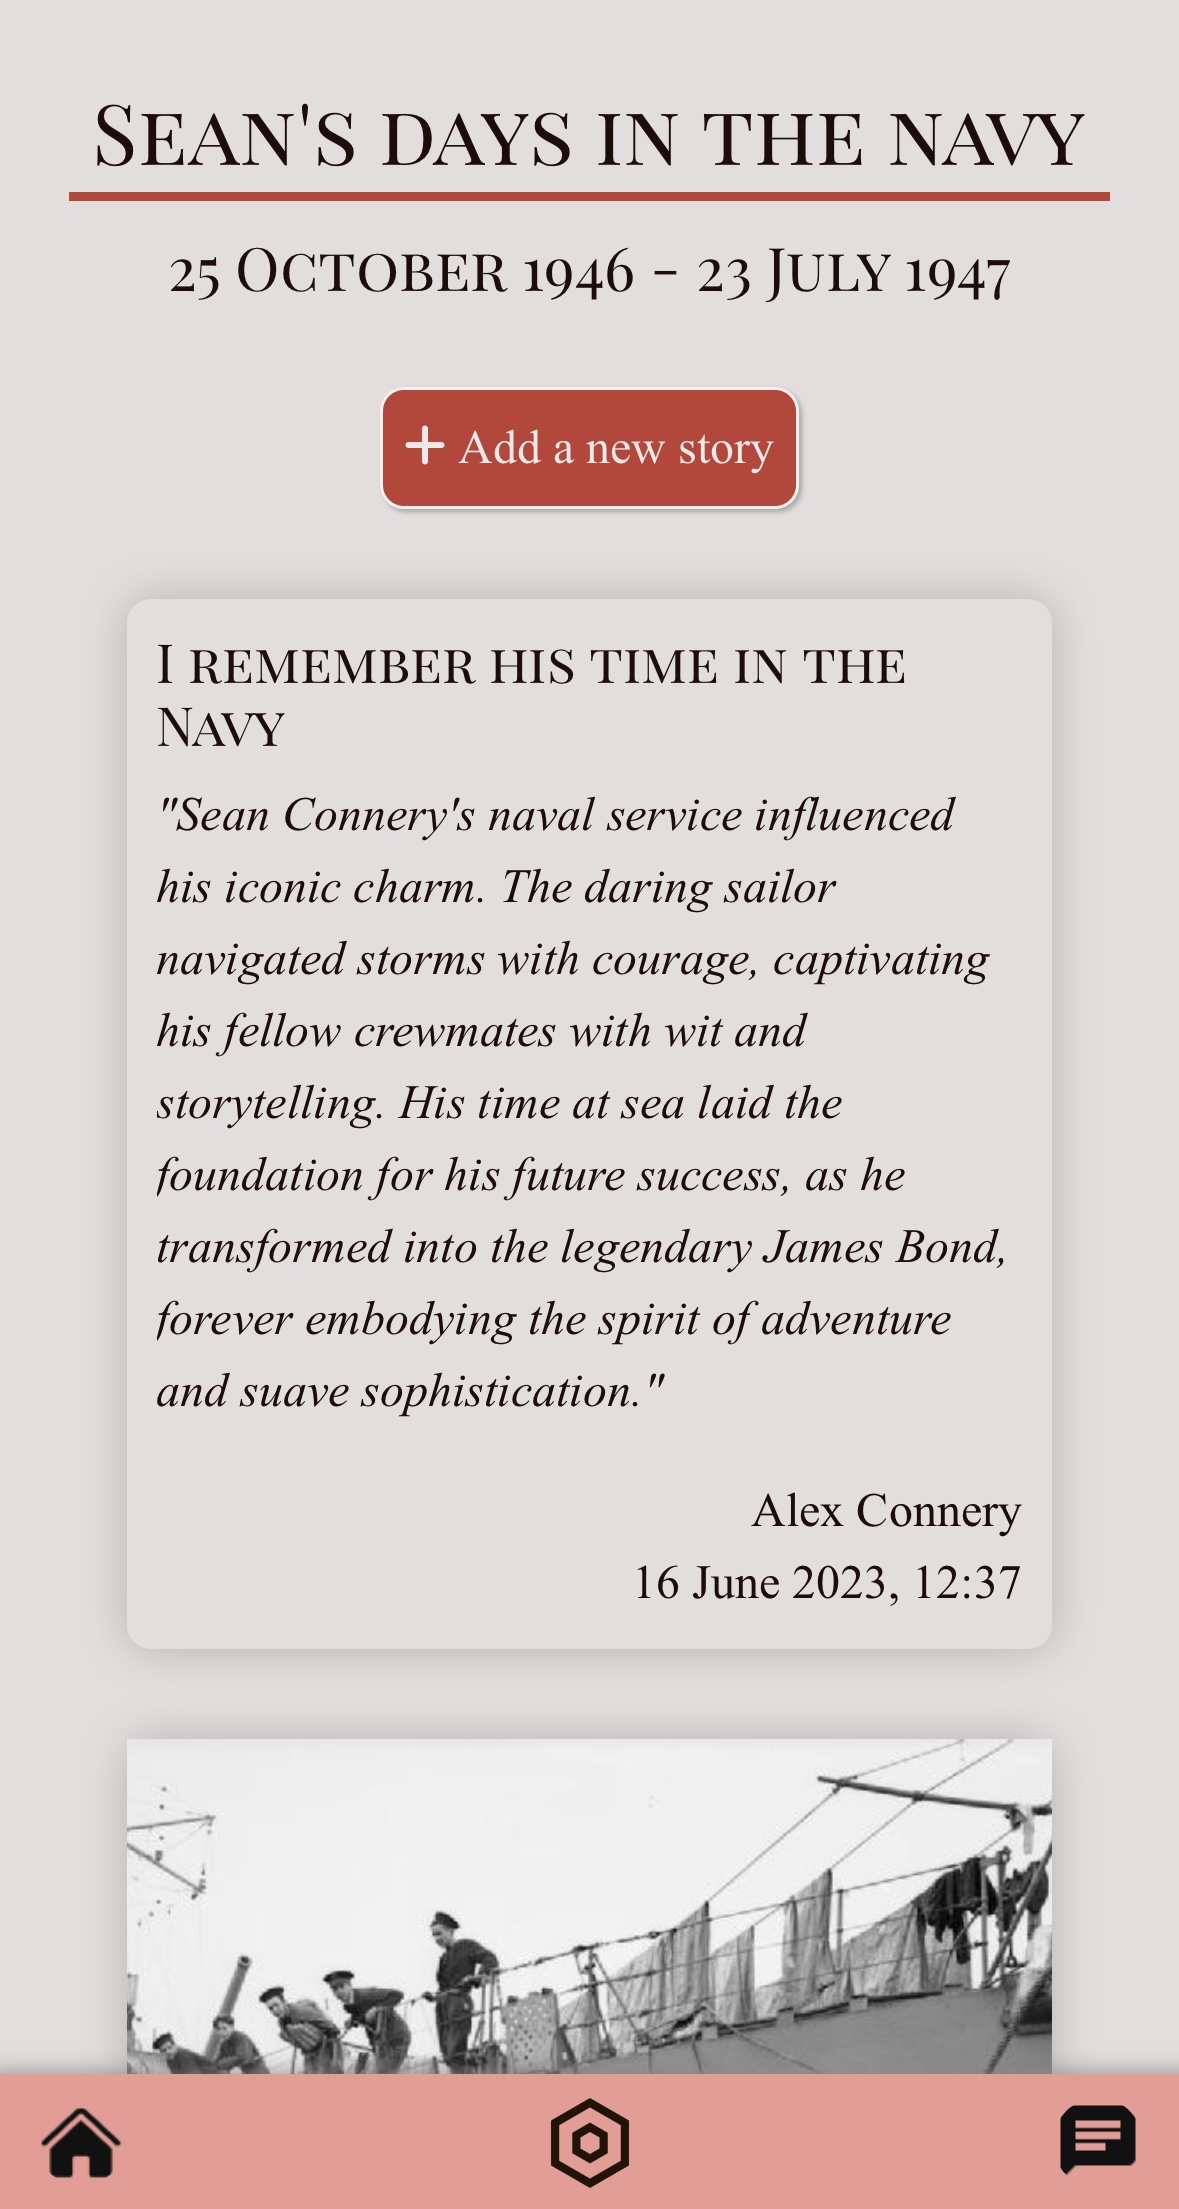 Sean's days in the navy
25 October 1946 - 23 July 1947
+ Add a new story
I remember his time in the
Navy
"Sean Connery's naval service influenced
his iconic charm. The daring sailor
navigated storms with courage, captivating
his fellow crewmates with wit and
storytelling. His time at sea laid the
foundation for his future success, as he
transformed into the legendary James Bond,
forever embodying the spirit of adventure
and suave sophistication."
Alex Connery
16 June 2023, 12:37